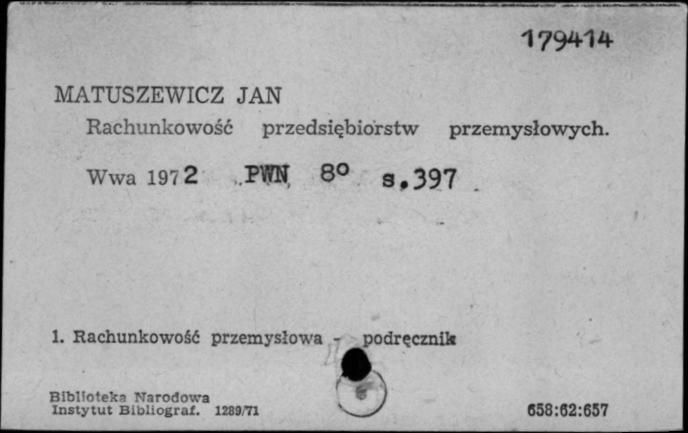 179414
MATUSZEWICZ JAN
Rachunkowość przedsiębiorstw przemysłowych.
Wwa 1972 PWN, 8º s.397
1. Rachunkowość przemysłowa - podręcznik
Biblioteka Narodowa
Instytut Bibliograf. 1289/71 658:62:657